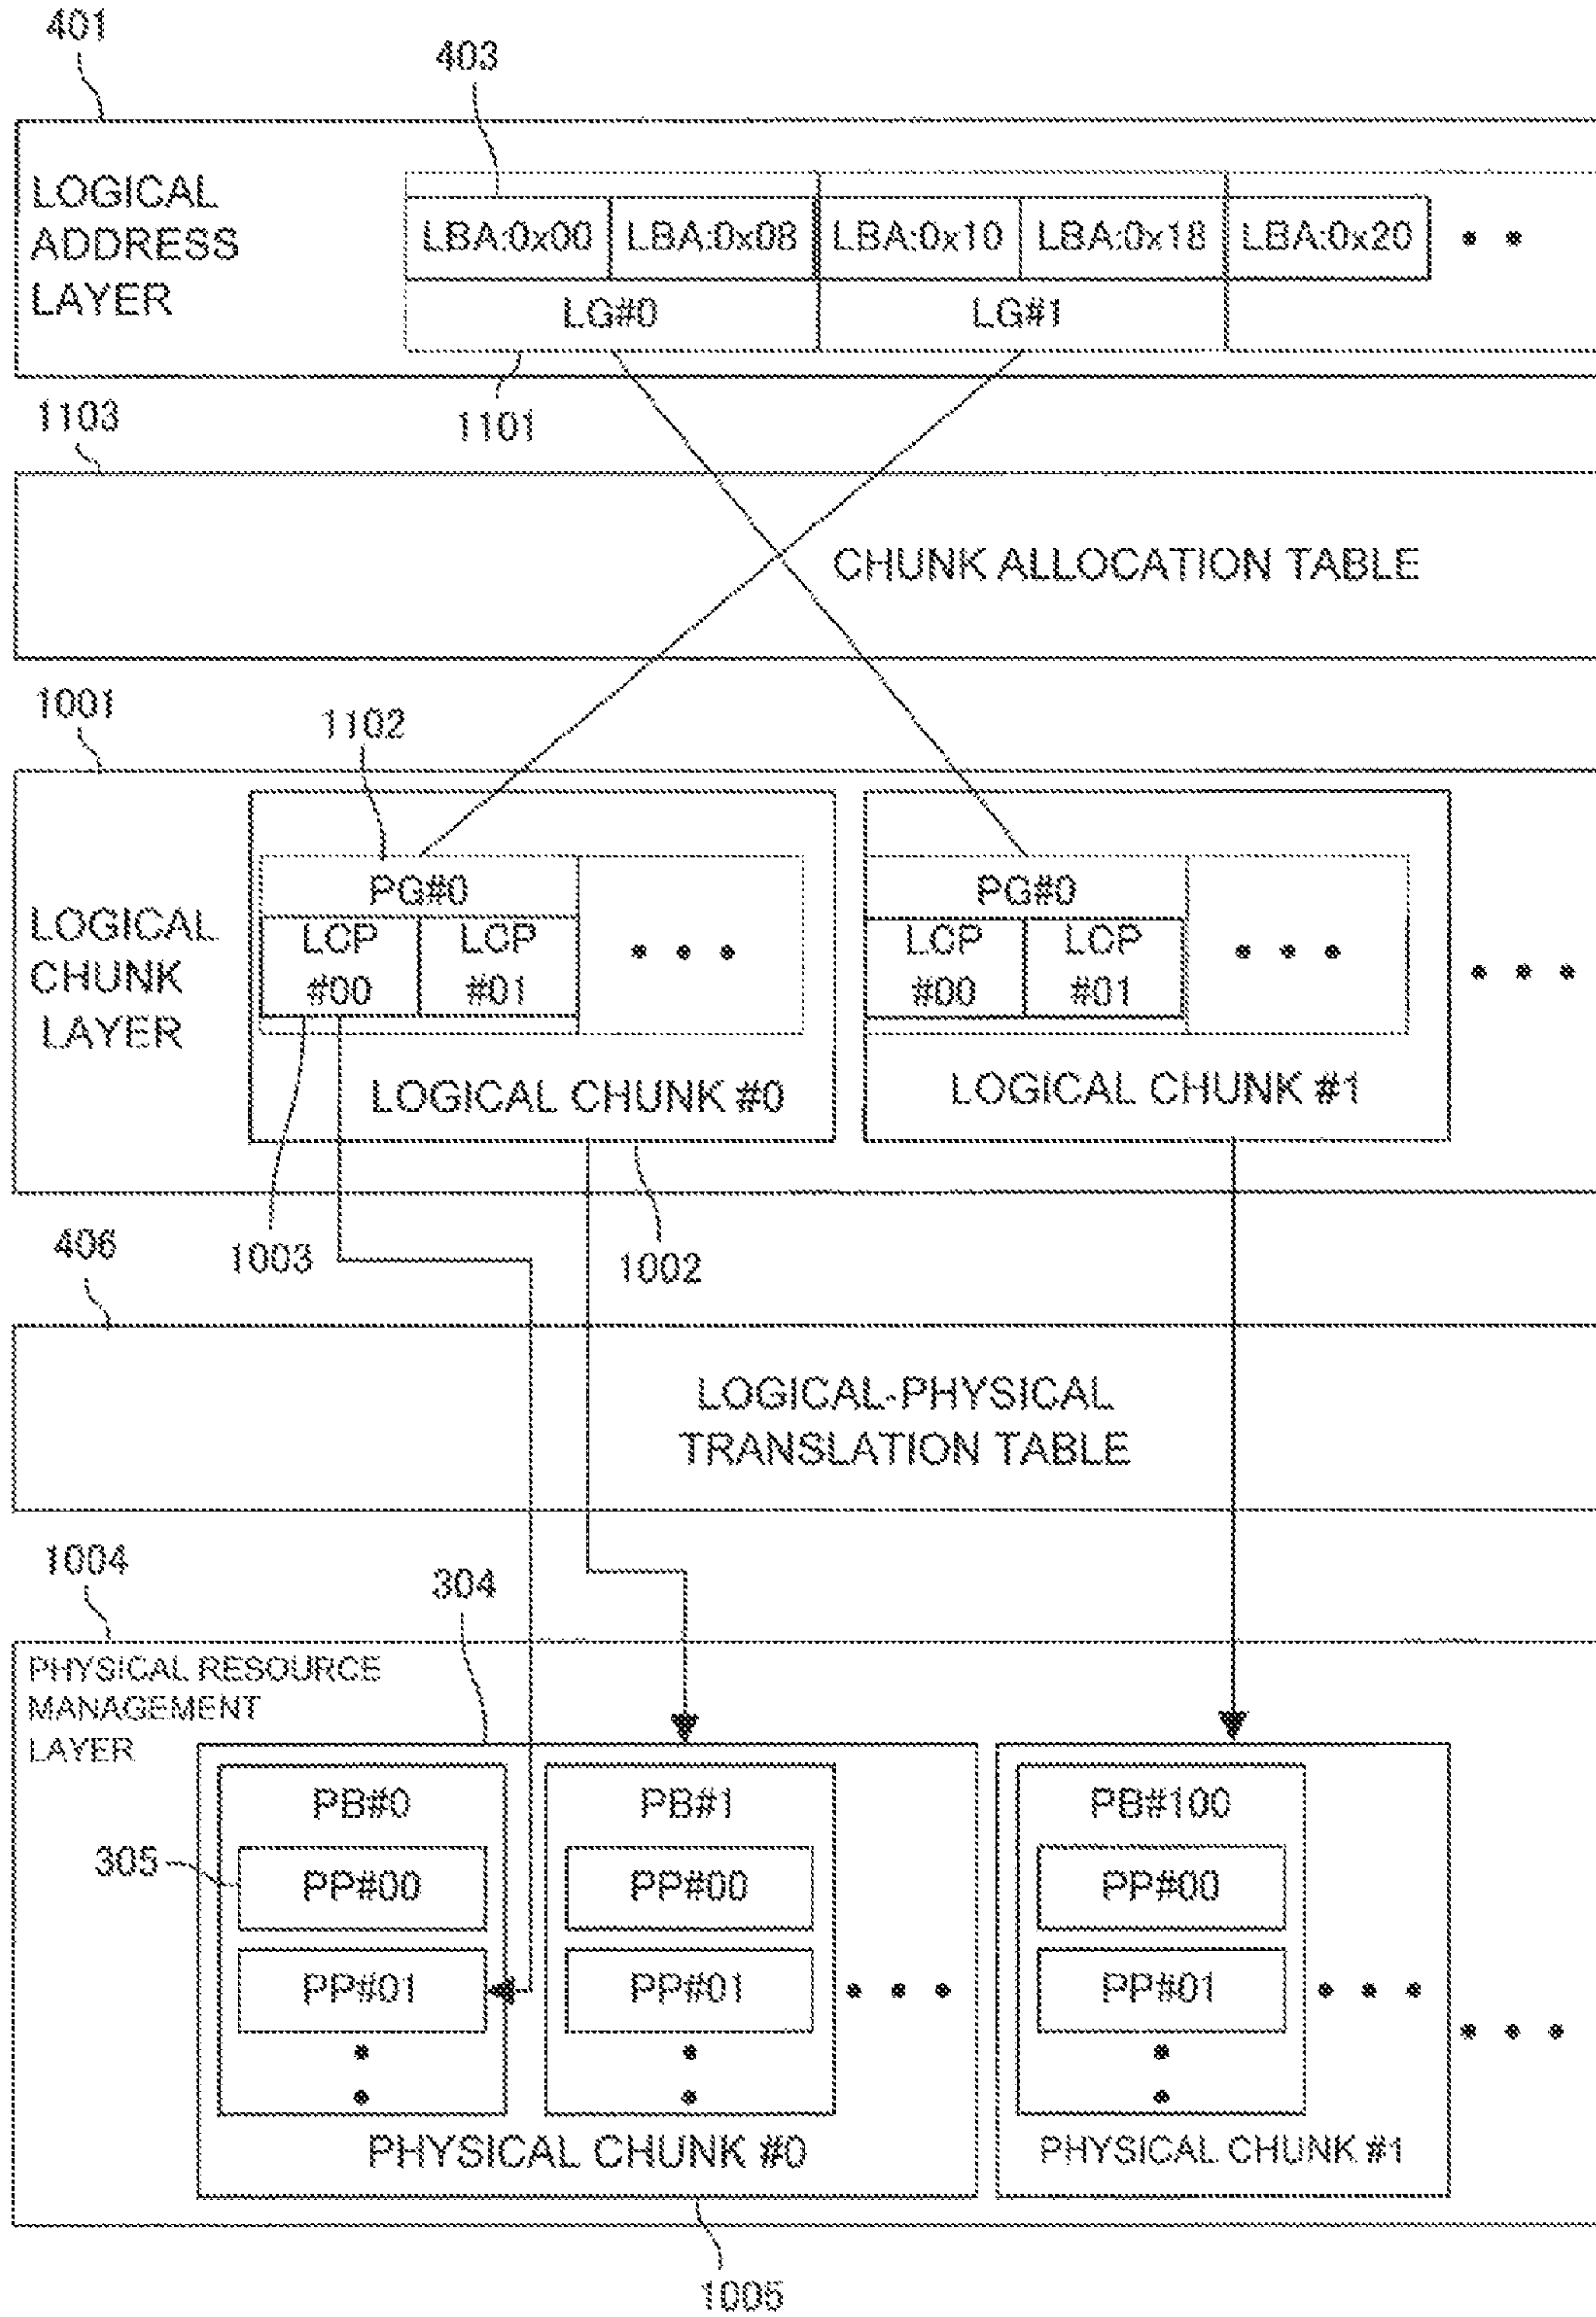 401
403
LOGICAL
ADDRESS
LAYER
LBA:0x00 LBA:0x08 LBA:0x10 LBA:0x18 LBA:0x20
LG#0 LG#1
1101
1103
CHUNK ALLOCATION TABLE
1001
1102
LOGICAL
CHUNK
LAYER
PG#0 PG#0
LCP LCP LCP LCP
#00 #01 #00 #01
LOGICAL CHUNK #0 LOGICAL CHUNK #1
1003
1002
406
LOGICAL-PHYSICAL
TRANSLATION TABLE
1004
304
PHYSICAL RESOURCE
MANAGEMENT
LAYER
PB#0 PB#1 PB#100
305
PP#00 PP#00 PP#00
PP#01 PP#01 PP#01
PHYSICAL CHUNK #0 PHYSICAL CHUNK #1
1005